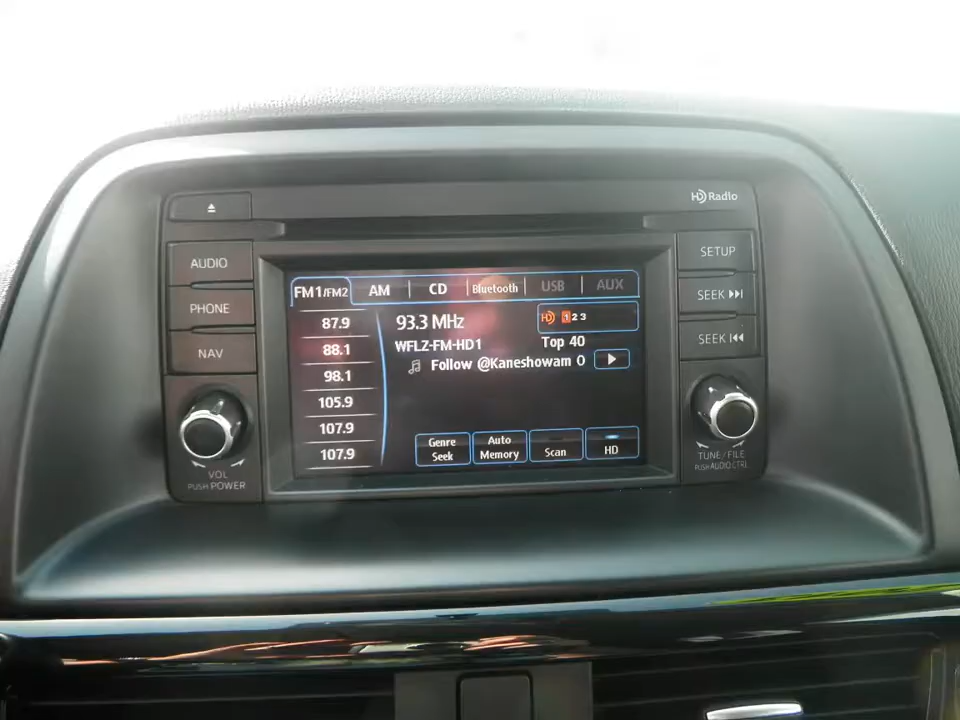 HD Radio
AUDIO
PHONE
NAV
VOL
PUSH POWER
FM1/FM2 AM CD Bluetooth USB AUX
87.9
88.1
98.1
105.9
107.9
107.9
93.3 MHz
HD 1 2 3
WFLZ-FM-HD1
Top 40
Follow @Kaneshowam O
Genre Seek
Auto Memory
Scan
HD
SETUP
SEEK
SEEK
TUNE/FILE
PUSH AUDIO CTRL